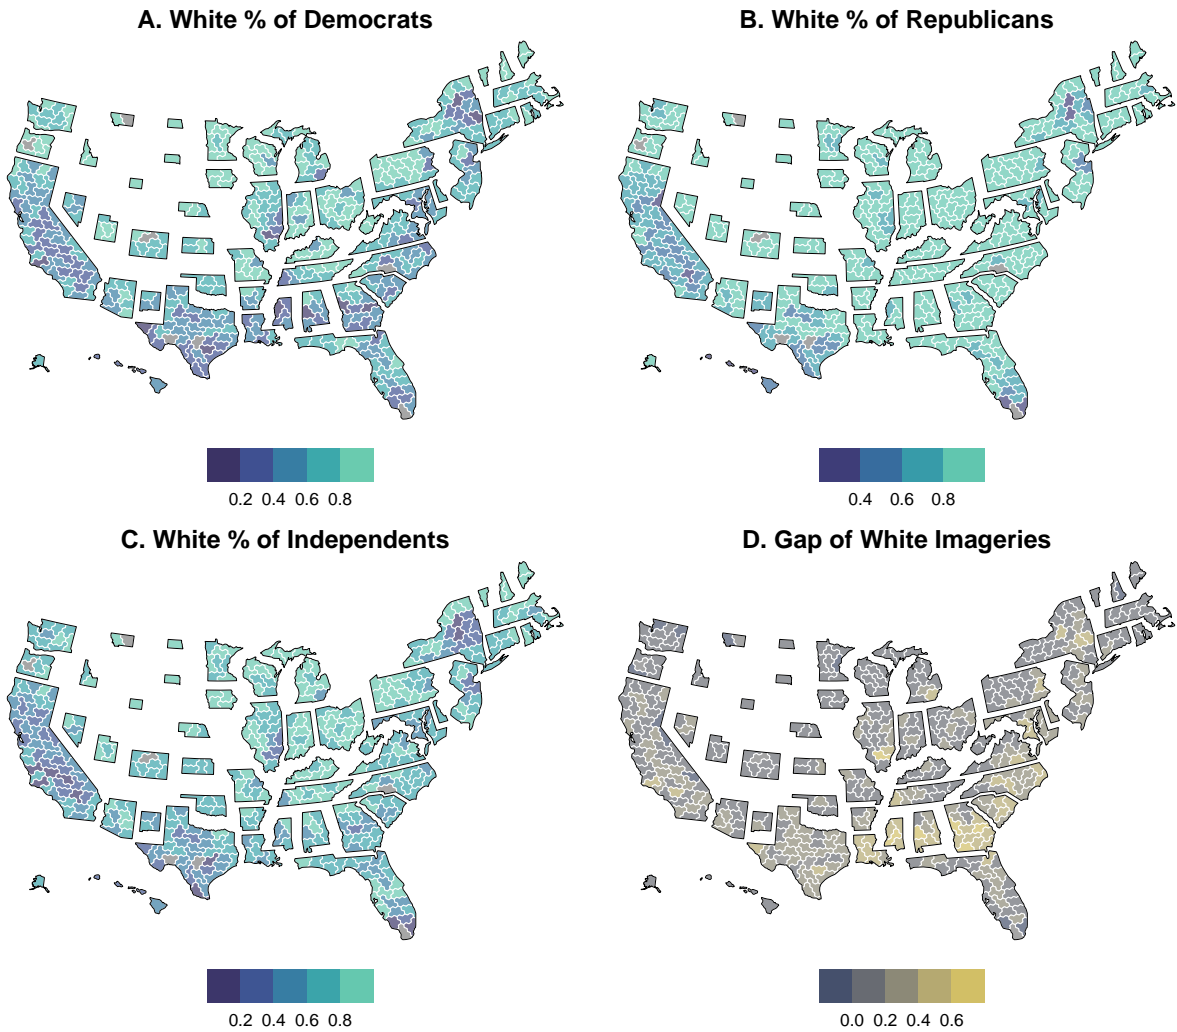 A. White % of Democrats
B. White % of Republicans
0.2 0.4 0.6 0.8
0.4 0.6 0.8
C. White % of Independents
D. Gap of White Imageries
0.2 0.4 0.6 0.8
0.0 0.2 0.4 0.6